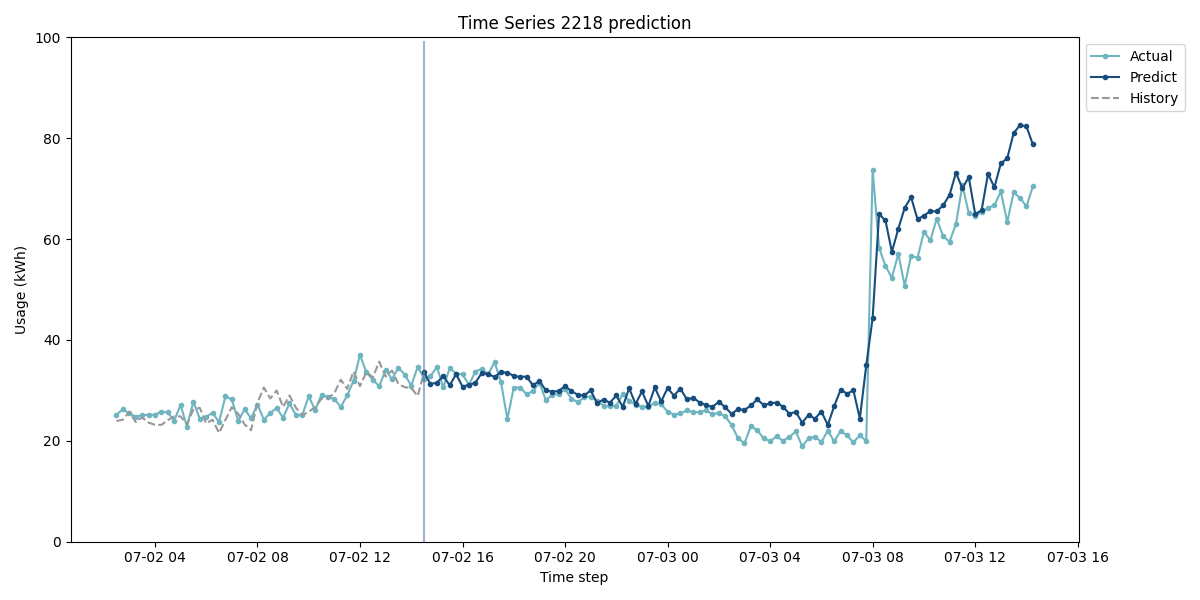 Time Series 2218 prediction
100
80
60
40
20
0
Usage (kWh)
07-02 04
07-02 08
07-02 12
07-02 16
07-02 20
07-03 00
07-03 04
07-03 08
07-03 12
07-03 16
Time step
Actual
Predict
History